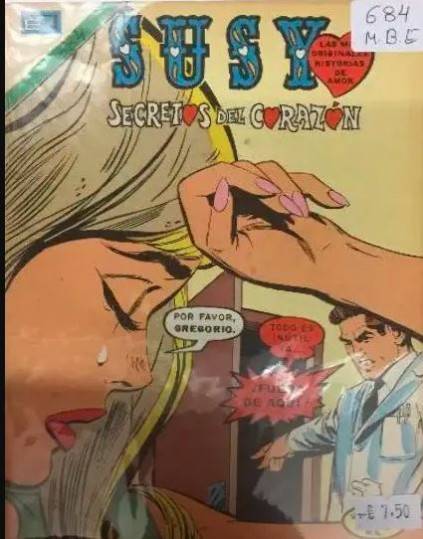 684
M.B.E
SUSY
LAS M
ORIGINALES
HISTORIAS
DE
AMOR
SECRETOS DEL CORAZÓN
POR FAVOR,
GREGORIO.
TODO ES
INÚTIL
YA...
¡FUERA
DE AQUÍ!
7.50